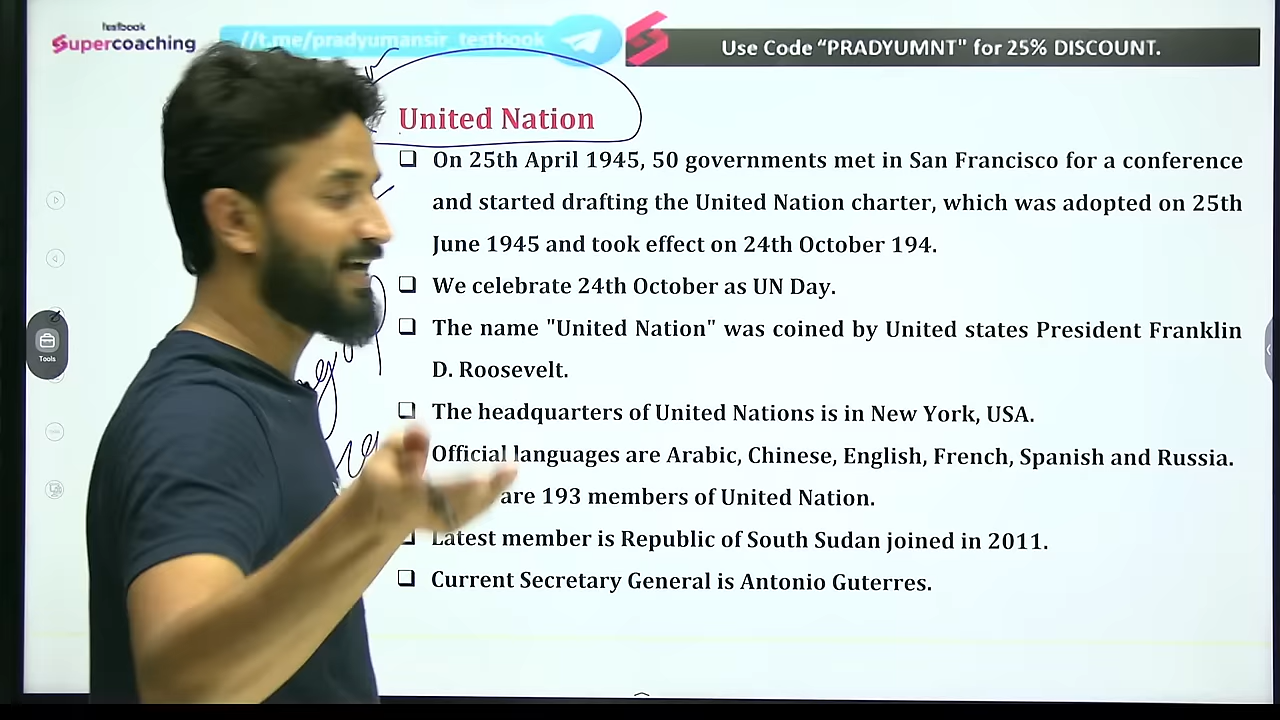 testbook
Supercoaching
//t.me/pradyumansir_testbook
Use Code "PRADYUMNT" for 25% DISCOUNT.
United Nation
On 25th April 1945, 50 governments met in San Francisco for a conference
and started drafting the United Nation charter, which was adopted on 25th
June 1945 and took effect on 24th October 194.
We celebrate 24th October as UN Day.
The name "United Nation" was coined by United states President Franklin
D. Roosevelt.
Tools
The headquarters of United Nations is in New York, USA.
Official languages are Arabic, Chinese, English, French, Spanish and Russia.
are 193 members of United Nation.
Latest member is Republic of South Sudan joined in 2011.
Current Secretary General is Antonio Guterres.